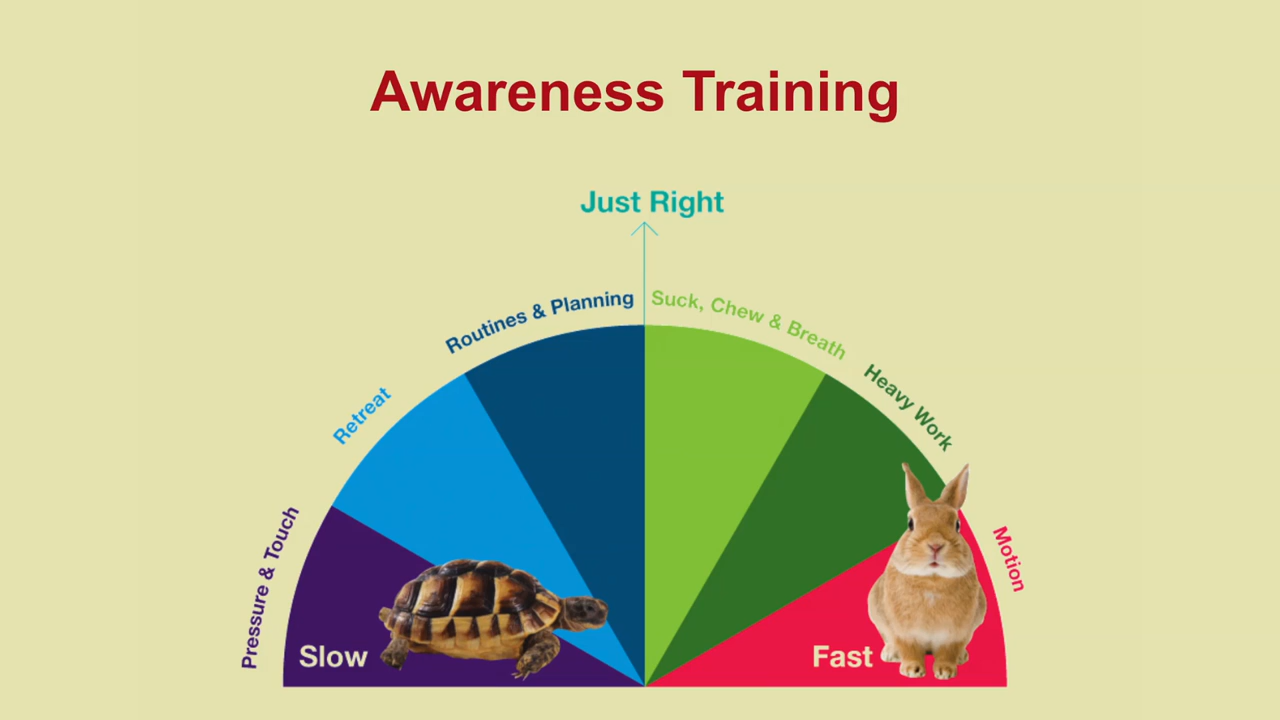 Awareness Training
Just Right
Routines & Planning
Suck, Chew & Breath
Retreat
Heavy Work
Pressure & Touch
Motion
Slow
Fast